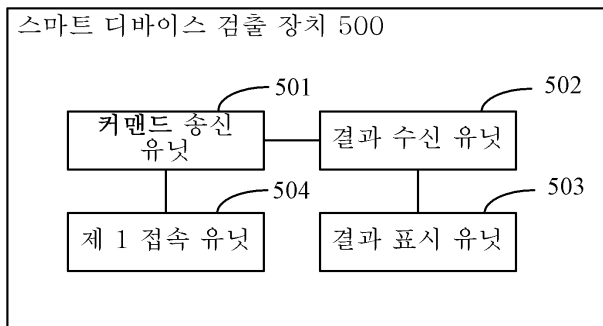 스마트 디바이스 검출 장치 500
501
502
커맨드 송신
유닛
결과 수신 유닛
504
503
제 1 접속 유닛
결과 표시 유닛